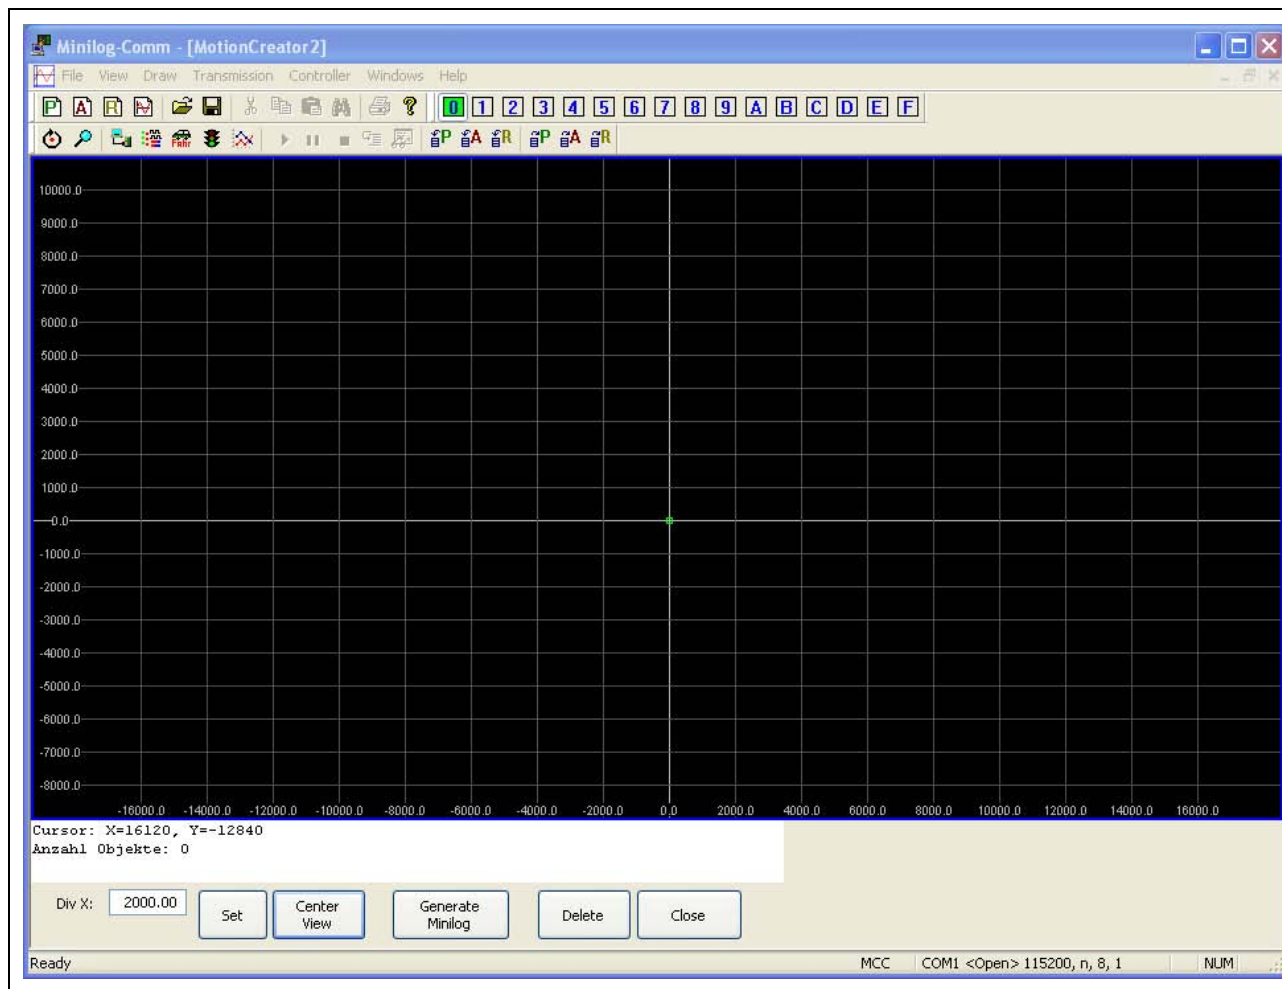 Minilog-Comm - [MotionCreator2]
File View Draw Transmission Controller Windows Help
P A R 0 1 2 3 4 5 6 7 8 9 A B C D E F
FAHr P A R P A R
10000.0
9000.0
8000.0
7000.0
6000.0
5000.0
4000.0
3000.0
2000.0
1000.0
0.0
-1000.0
-2000.0
-3000.0
-4000.0
-5000.0
-6000.0
-7000.0
-8000.0
-16000.0 -14000.0 -12000.0 -10000.0 -8000.0 -6000.0 -4000.0 -2000.0 0.0 2000.0 4000.0 6000.0 8000.0 10000.0 12000.0 14000.0 16000.0
Cursor: X=16120, Y=-12840
Anzahl Objekte: 0
Div X: 2000.00 Set Center View Generate Minilog Delete Close
Ready MCC COM1 <Open> 115200, n, 8, 1 NUM